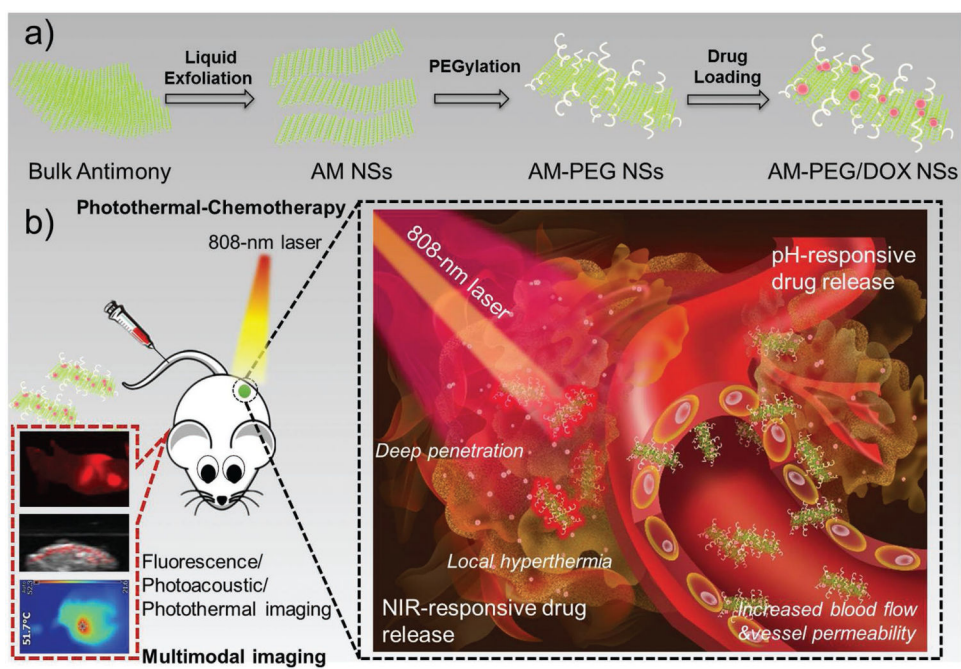 a)
Liquid
Exfoliation
PEGylation
Drug
Loading
Bulk Antimony
AM NSs
AM-PEG NSs
AM-PEG/DOX NSs
b)
Photothermal-Chemotherapy
808-nm laser
808-nm laser
pH-responsive
drug release
Deep penetration
Local hyperthermia
NIR-responsive drug
release
Increased blood flow
&vessel permeability
Fluorescence/
Photoacoustic/
Photothermal imaging
51.7°C
Multimodal imaging